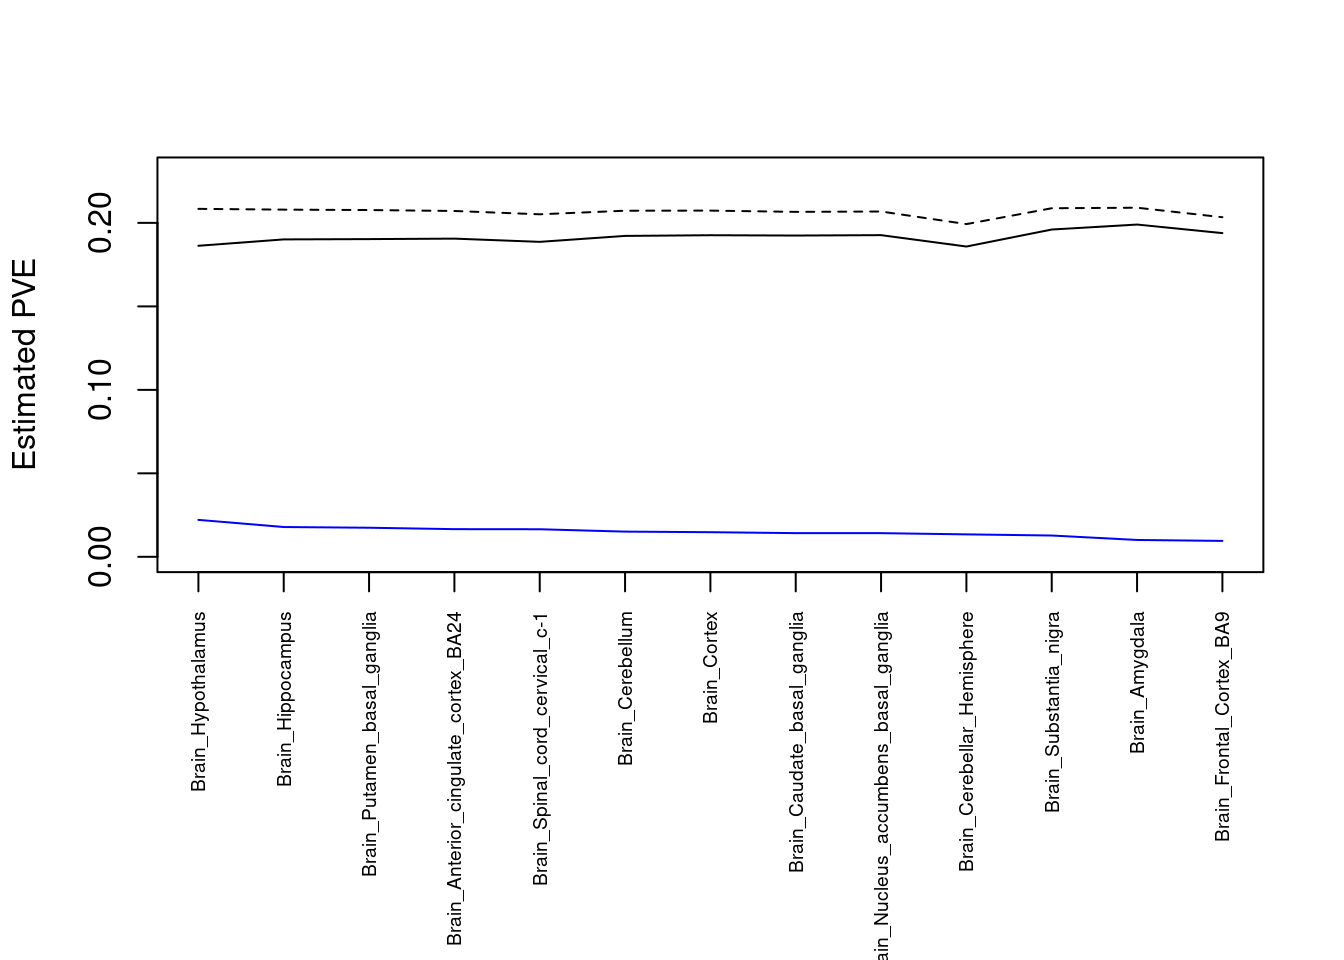 Estimated PVE
0.20
0.10
0.00
Brain_Hypothalamus
Brain_Hippocampus
Brain_Putamen_basal_ganglia
Brain_Anterior_cingulate_cortex_BA24
Brain_Spinal_cord_cervical_c-1
Brain_Cerebellum
Brain_Cortex
Brain_Caudate_basal_ganglia
ain_Nucleus_accumbens_basal_ganglia
Brain_Cerebellar_Hemisphere
Brain_Substantia_nigra
Brain_Amygdala
Brain_Frontal_Cortex_BA9